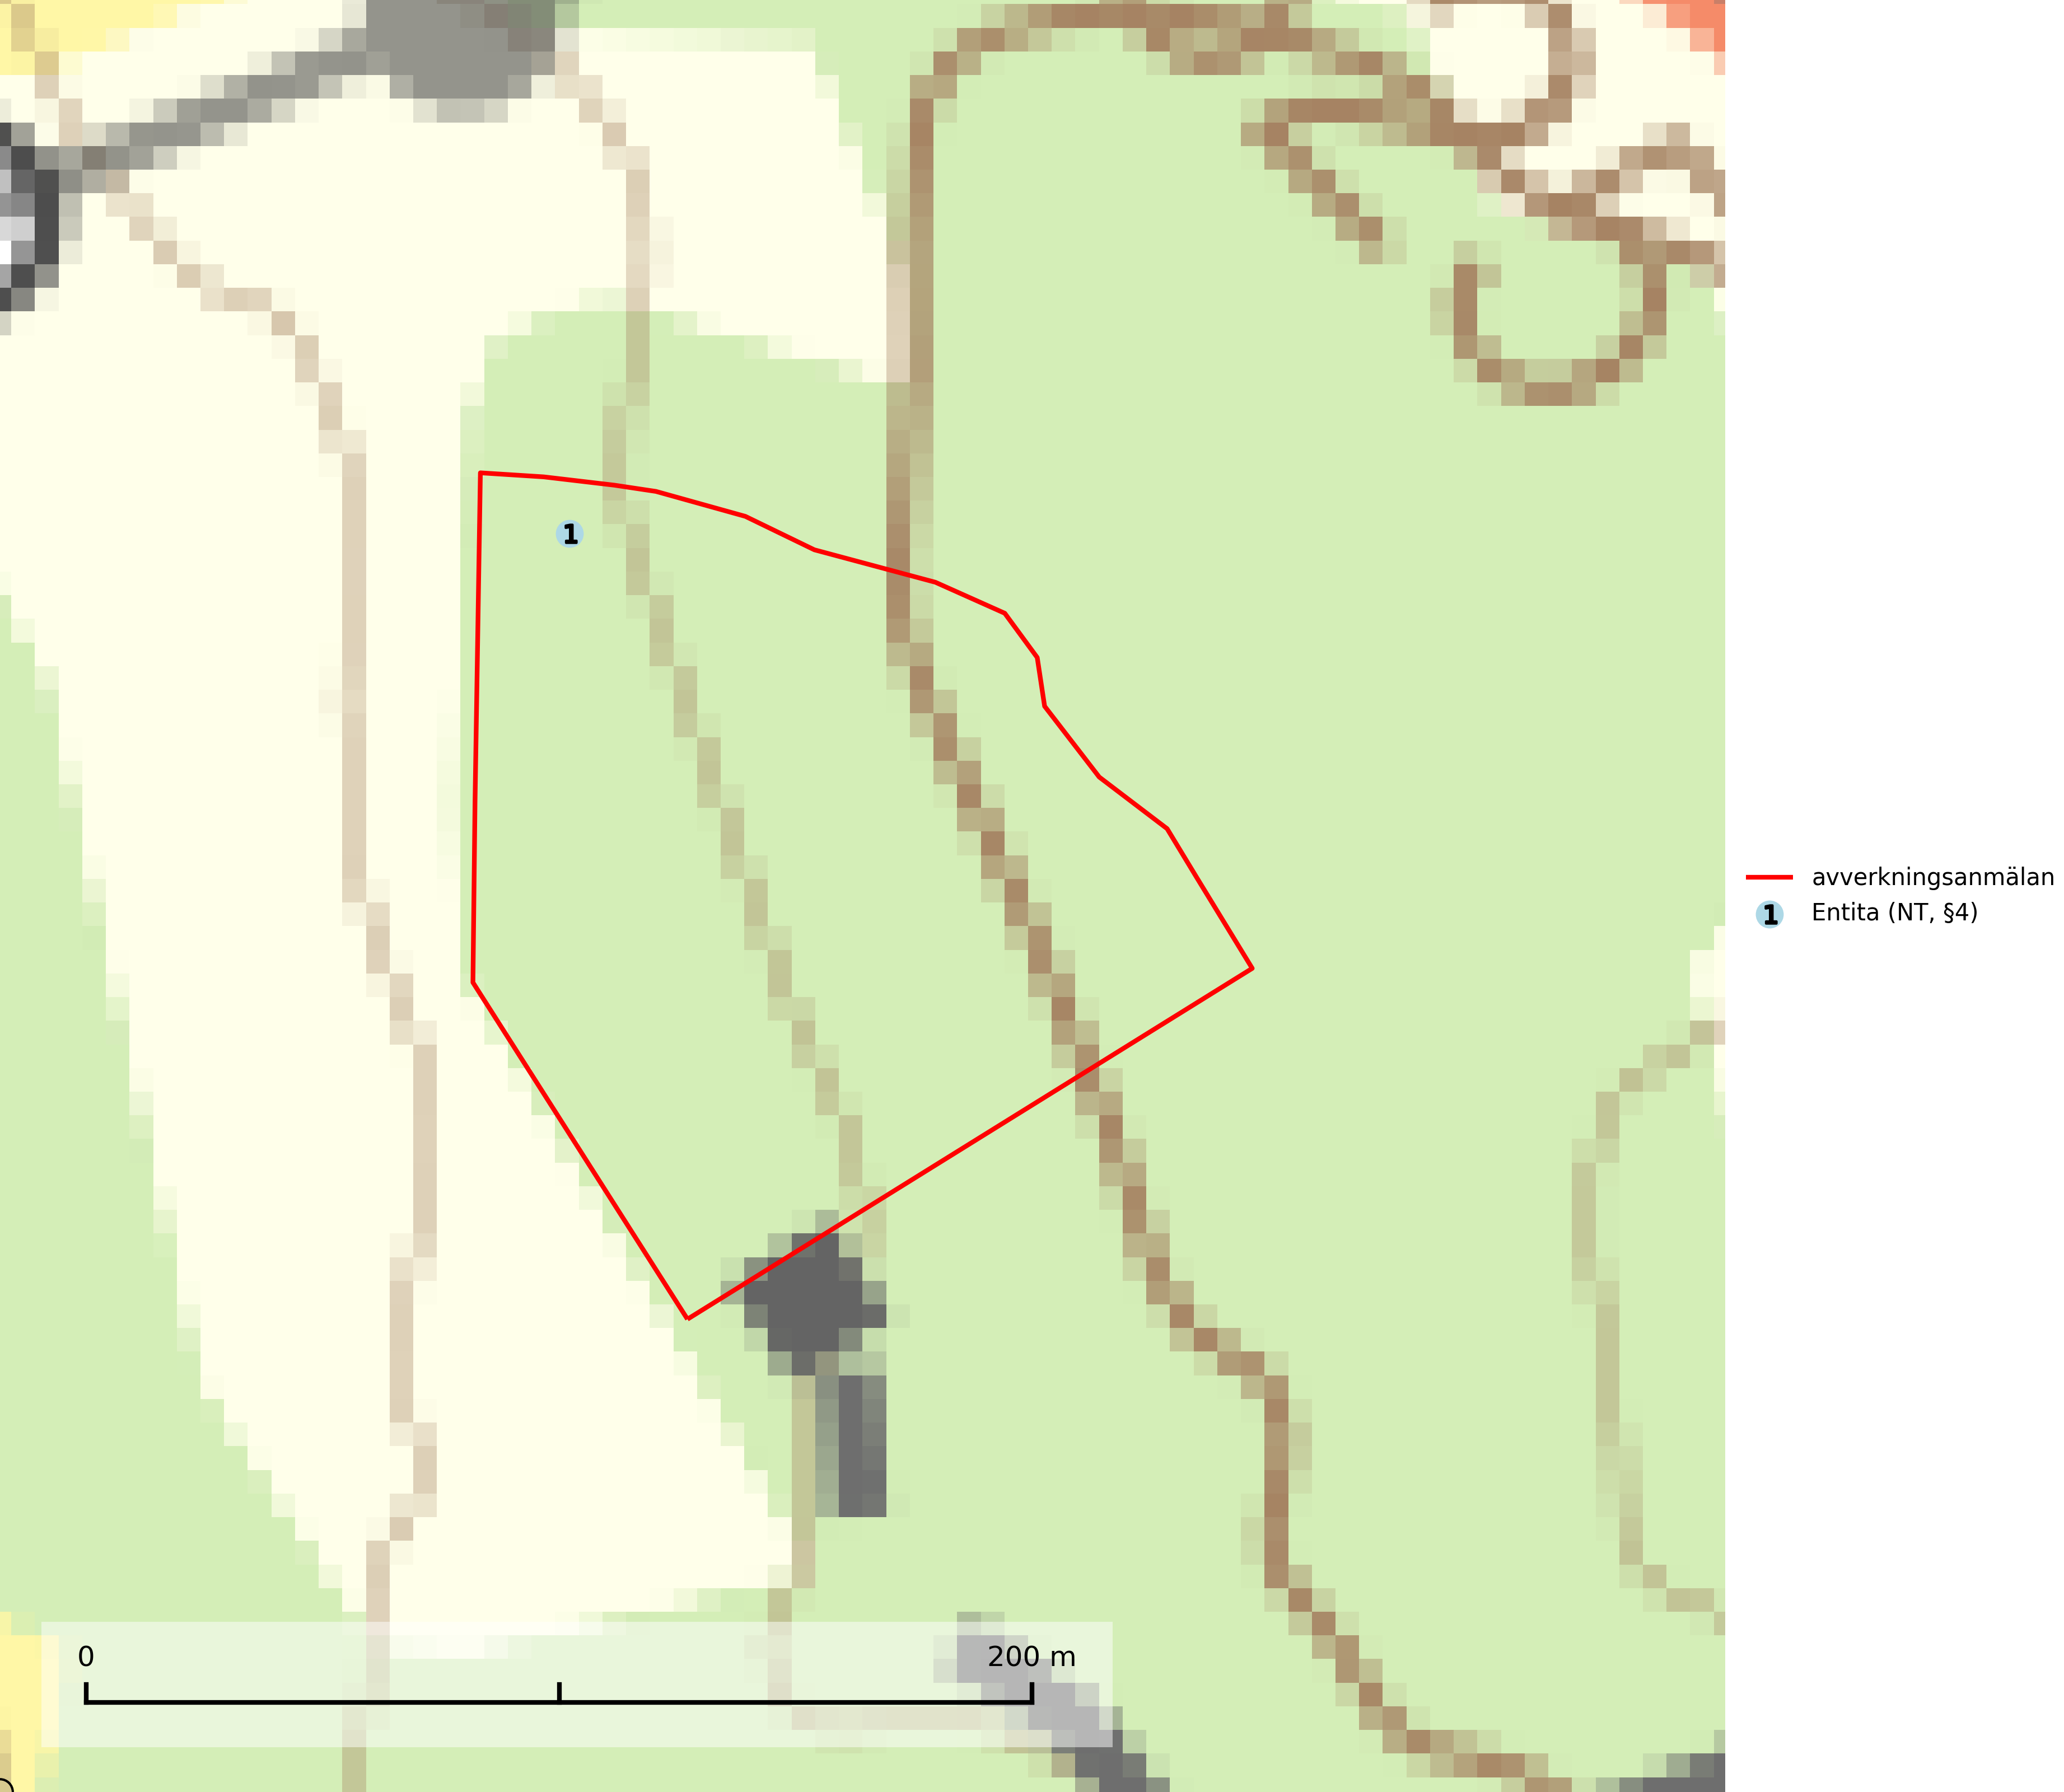 1
avverkningsanmälan
1 Entita (NT, §4)
0 200 m